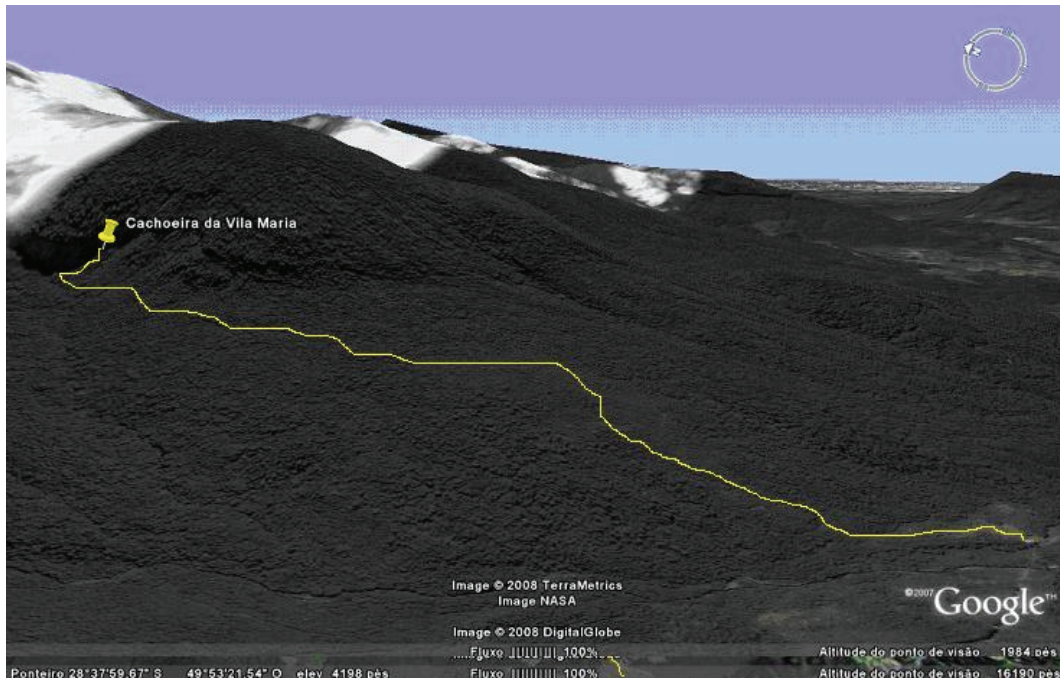 N
Cachoeira da Vila Maria
Image © 2008 TerraMetrics
Image NASA
©2007 Google™
Image © 2008 DigitalGlobe
Fluxo 100%
Altitude do ponto de visão 1984 pés
Ponteiro 28°37'59.67" S 49°53'21.54" O elev 4198 pés
Fluxo 100%
Altitude do ponto de visão 16190 pés